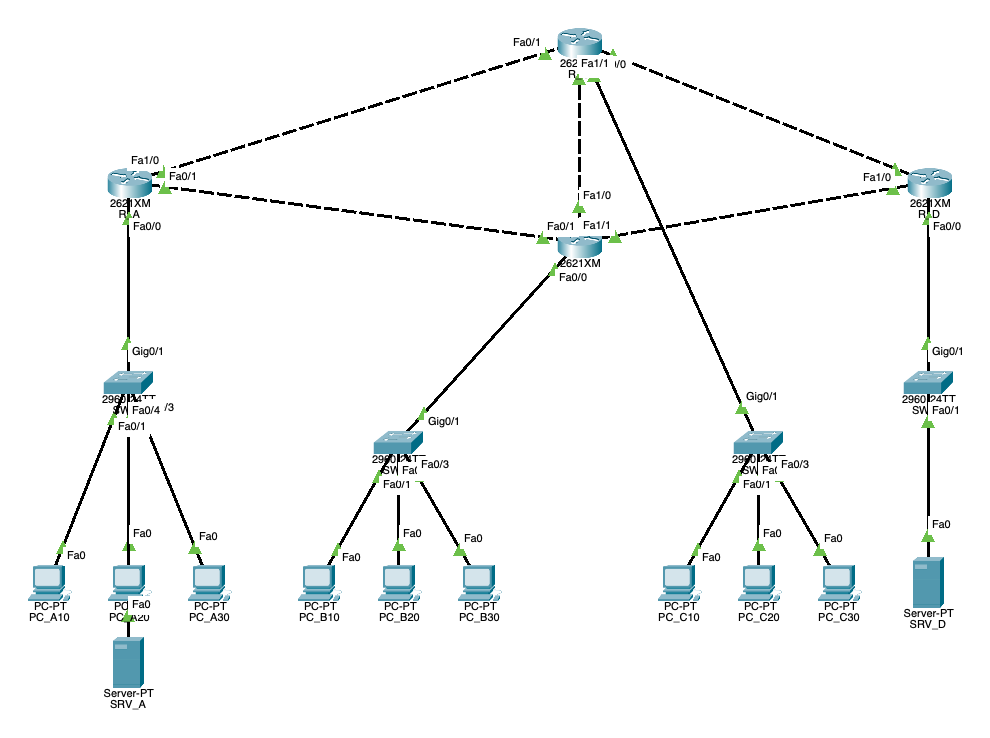 Fa0/1
Fa1/1
Fa1/0
Fa0/1
2621XM
Fa0/0
Fa1/0
Fa0/1
Fa1/1
2621XM
Fa0/0
Fa1/0
2621XM
Fa0/0
Gig0/1
Fa0/4
/3
Fa0/1
Gig0/1
Fa0/3
Fa0/1
Gig0/1
Fa0/3
Fa0/1
Gig0/1
Fa0/1
Fa0
Fa0
Fa0
Fa0
Fa0
Fa0
Fa0
Fa0
Fa0
Fa0
PC-PT
PC_A10
PC-PT
PC_A30
PC-PT
PC_B10
PC-PT
PC_B20
PC-PT
PC_B30
PC-PT
PC_C10
PC-PT
PC_C20
PC-PT
PC_C30
Server-PT
SRV_D
Fa0
Server-PT
SRV_A